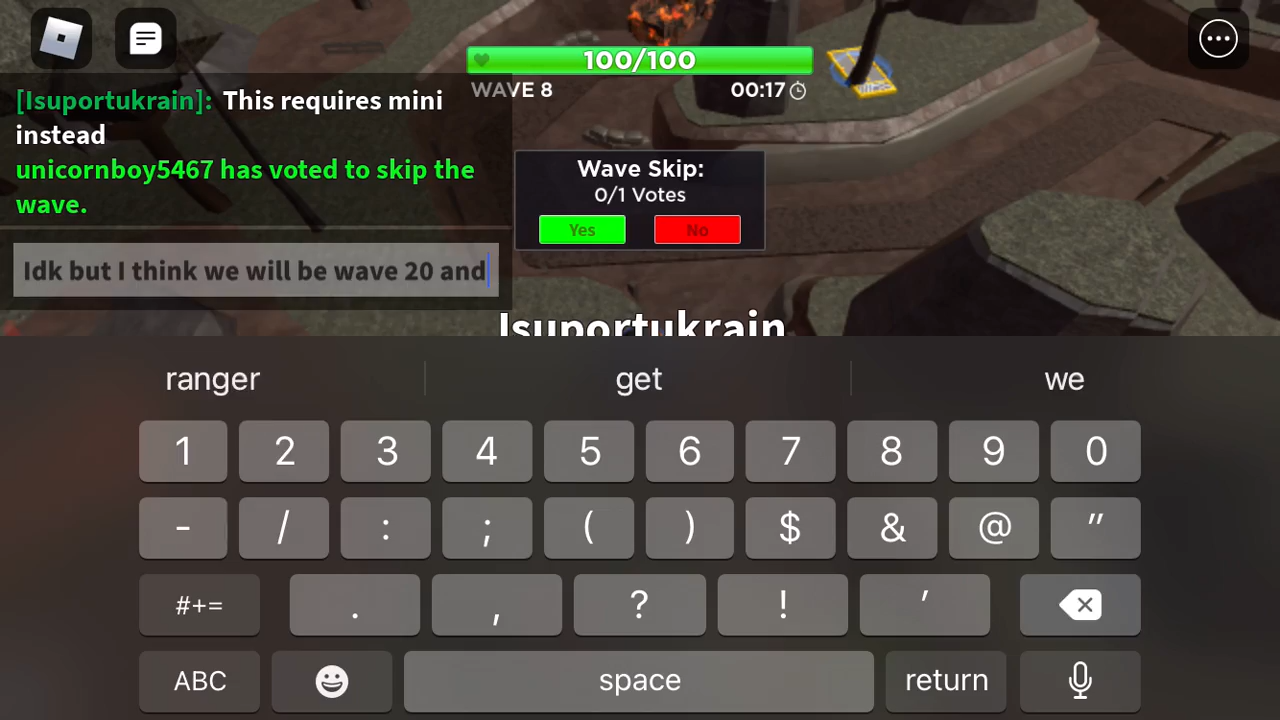 100/100
WAVE 8
00:17
[Isuportukrain]: This requires mini
instead
unicornboy5467 has voted to skip the
wave.
Wave Skip:
0/1 Votes
Yes
No
Idk but I think we will be wave 20 and
Isuportukrain
ranger
get
we
1 2 3 4 5 6 7 8 9 0
- / : ; ( ) $ & @ "
#+= . , ? ! '
ABC
space
return